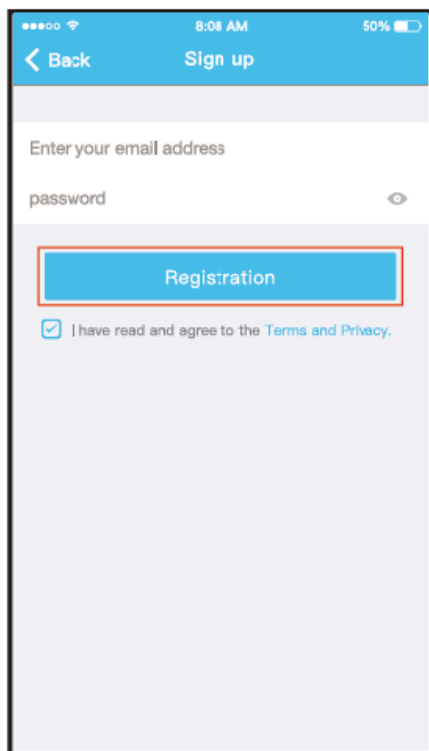 8:08 AM 50%
Back Sign up
Enter your email address
password
Registration
I have read and agree to the Terms and Privacy.